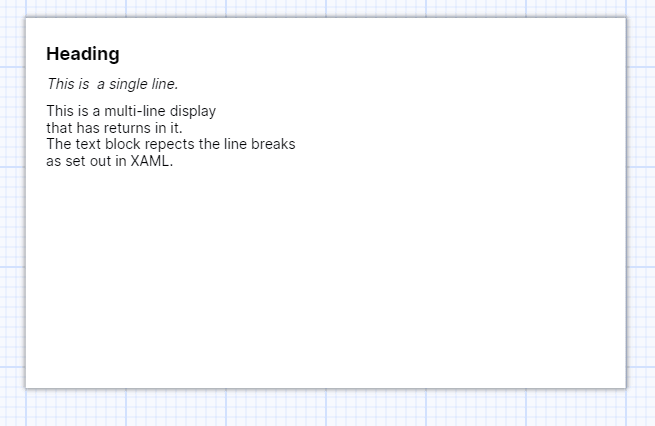 Heading
This is  a single line.
This is a multi-line display
that has returns in it.
The text block repects the line breaks
as set out in XAML.